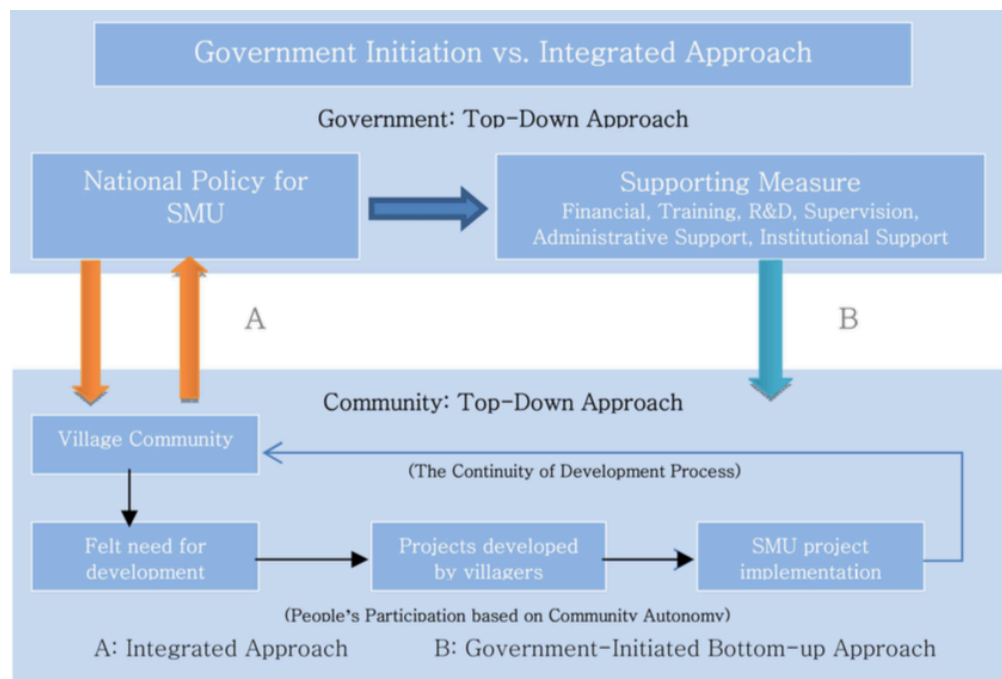 Government Initiation vs. Integrated Approach
Government: Top-Down Approach
National Policy for
SMU
Supporting Measure
Financial, Training, R&D, Supervision,
Administrative Support, Institutional Support
A
B
Community: Top-Down Approach
Village Community
(The Continuity of Development Process)
Felt need for
development
Projects developed
by villagers
SMU project
implementation
(People's Participation based on Community Autonomy)
A: Integrated Approach
B: Government-Initiated Bottom-up Approach